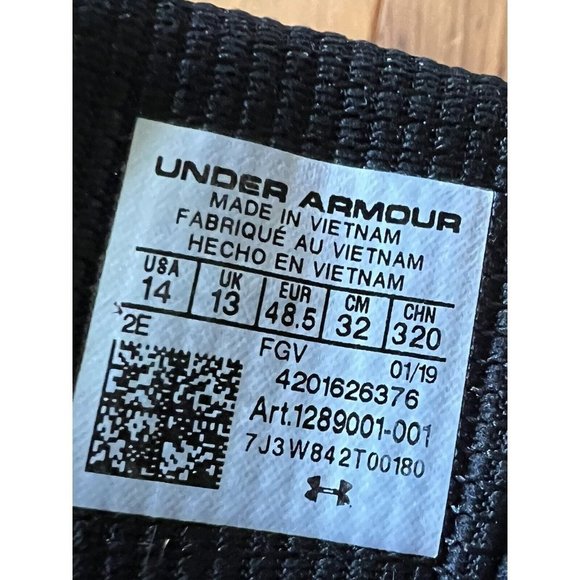 UNDER ARMOUR
MADE IN VIETNAM
FABRIQUÉ AU VIETNAM
HECHO EN VIETNAM
USA UK EUR CM CHN
14 13 48.5 32 320
2E FGV 01/19
4201626376
Art.1289001-001
7J3W842T00180